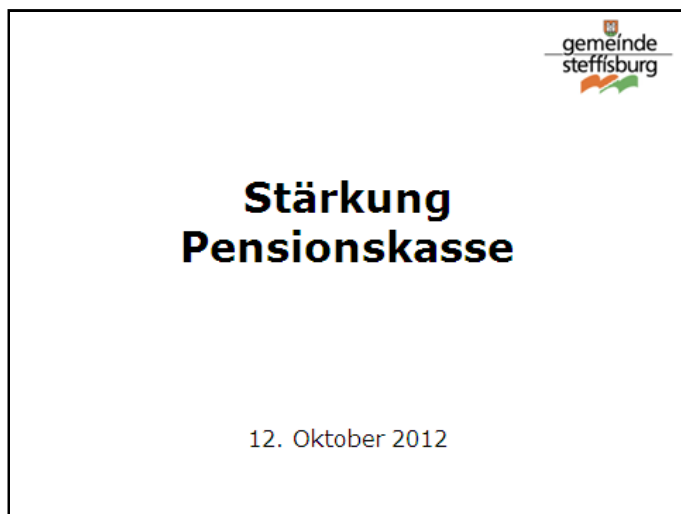 gemeinde
steffisburg
Stärkung
Pensionskasse
12. Oktober 2012